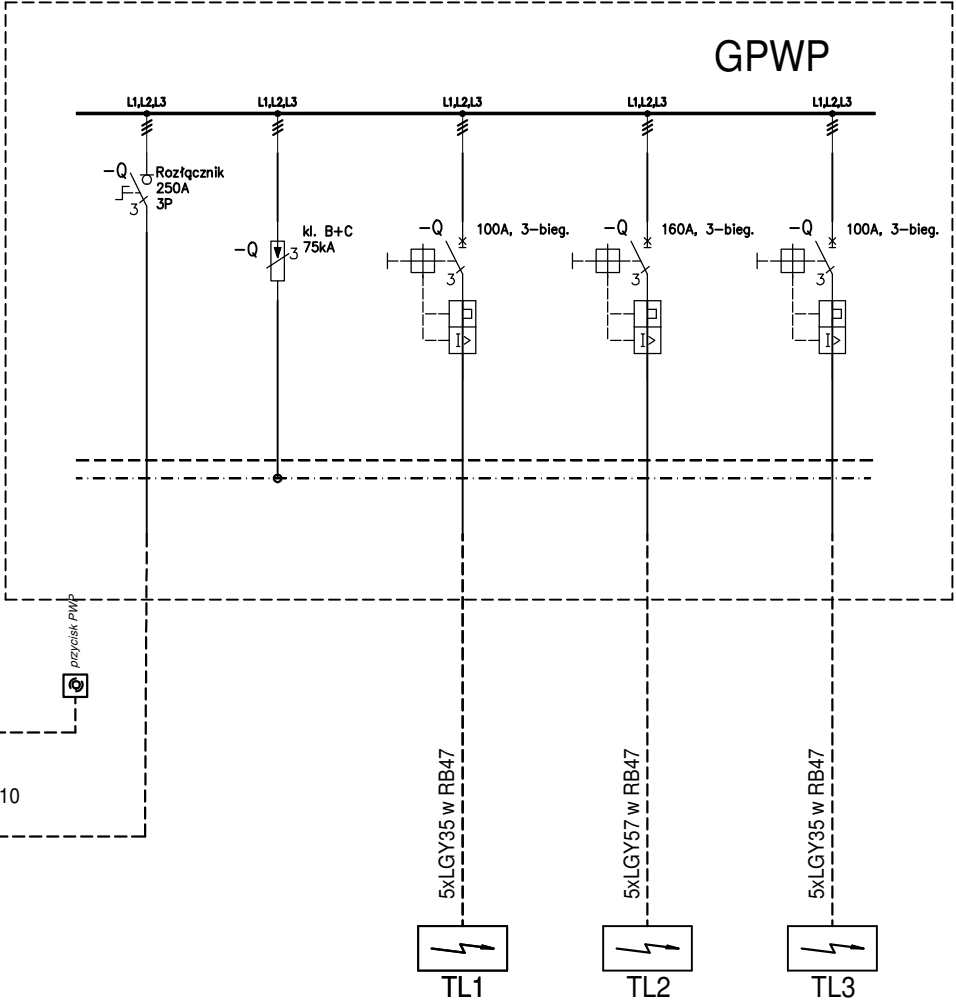 GPWP
L1,L2,L3
L1,L2,L3
L1,L2,L3
L1,L2,L3
L1,L2,L3
-Q
Rozłącznik
250A
3P
3
-Q
kl. B+C
75kA
3
-Q
100A, 3-bieg.
3
I>
-Q
160A, 3-bieg.
3
I>
-Q
100A, 3-bieg.
3
I>
przycisk PWP
10
5xLGY35 w RB47
5xLGY57 w RB47
5xLGY35 w RB47
TL1
TL2
TL3